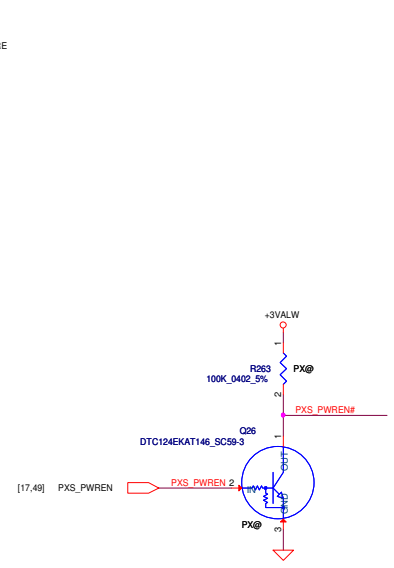 E
+3VALW
1
R263
PX@
100K_0402_5%
2
PXS_PWREN#
Q26
1
DTC124EKAT146_SC59-3
OUT
[17,49]
PXS_PWREN
PXS_PWREN
2
IN
GND
PX@
3